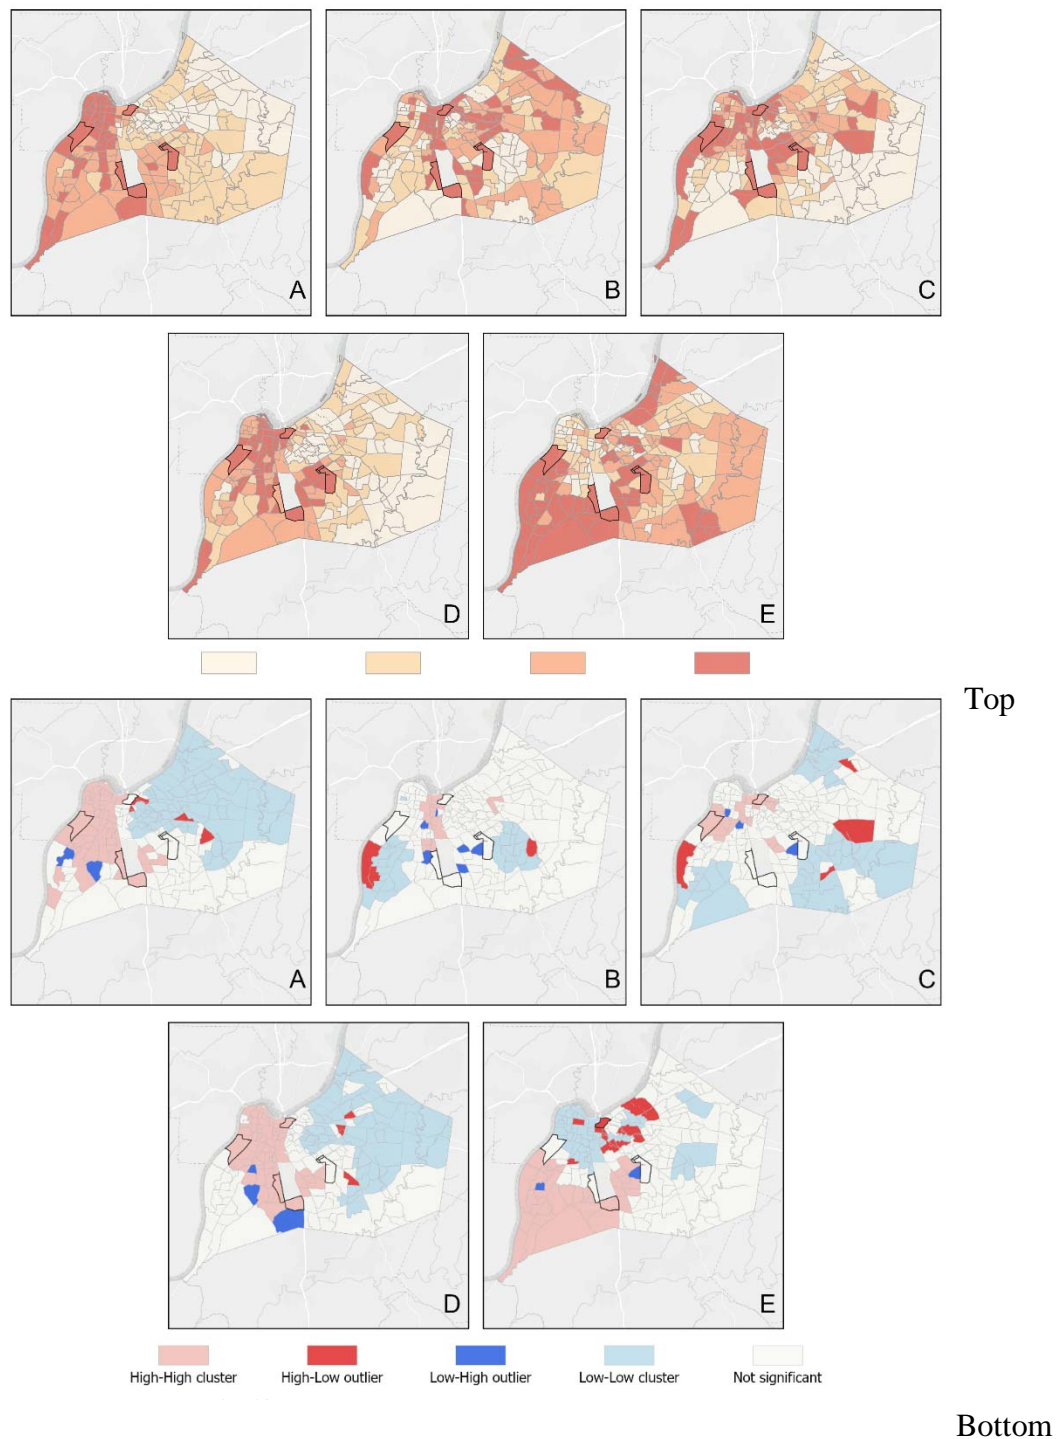 A
B
C
D
E
Top
A
B
C
D
E
High-High cluster
High-Low outlier
Low-High outlier
Low-Low cluster
Not significant
Bottom